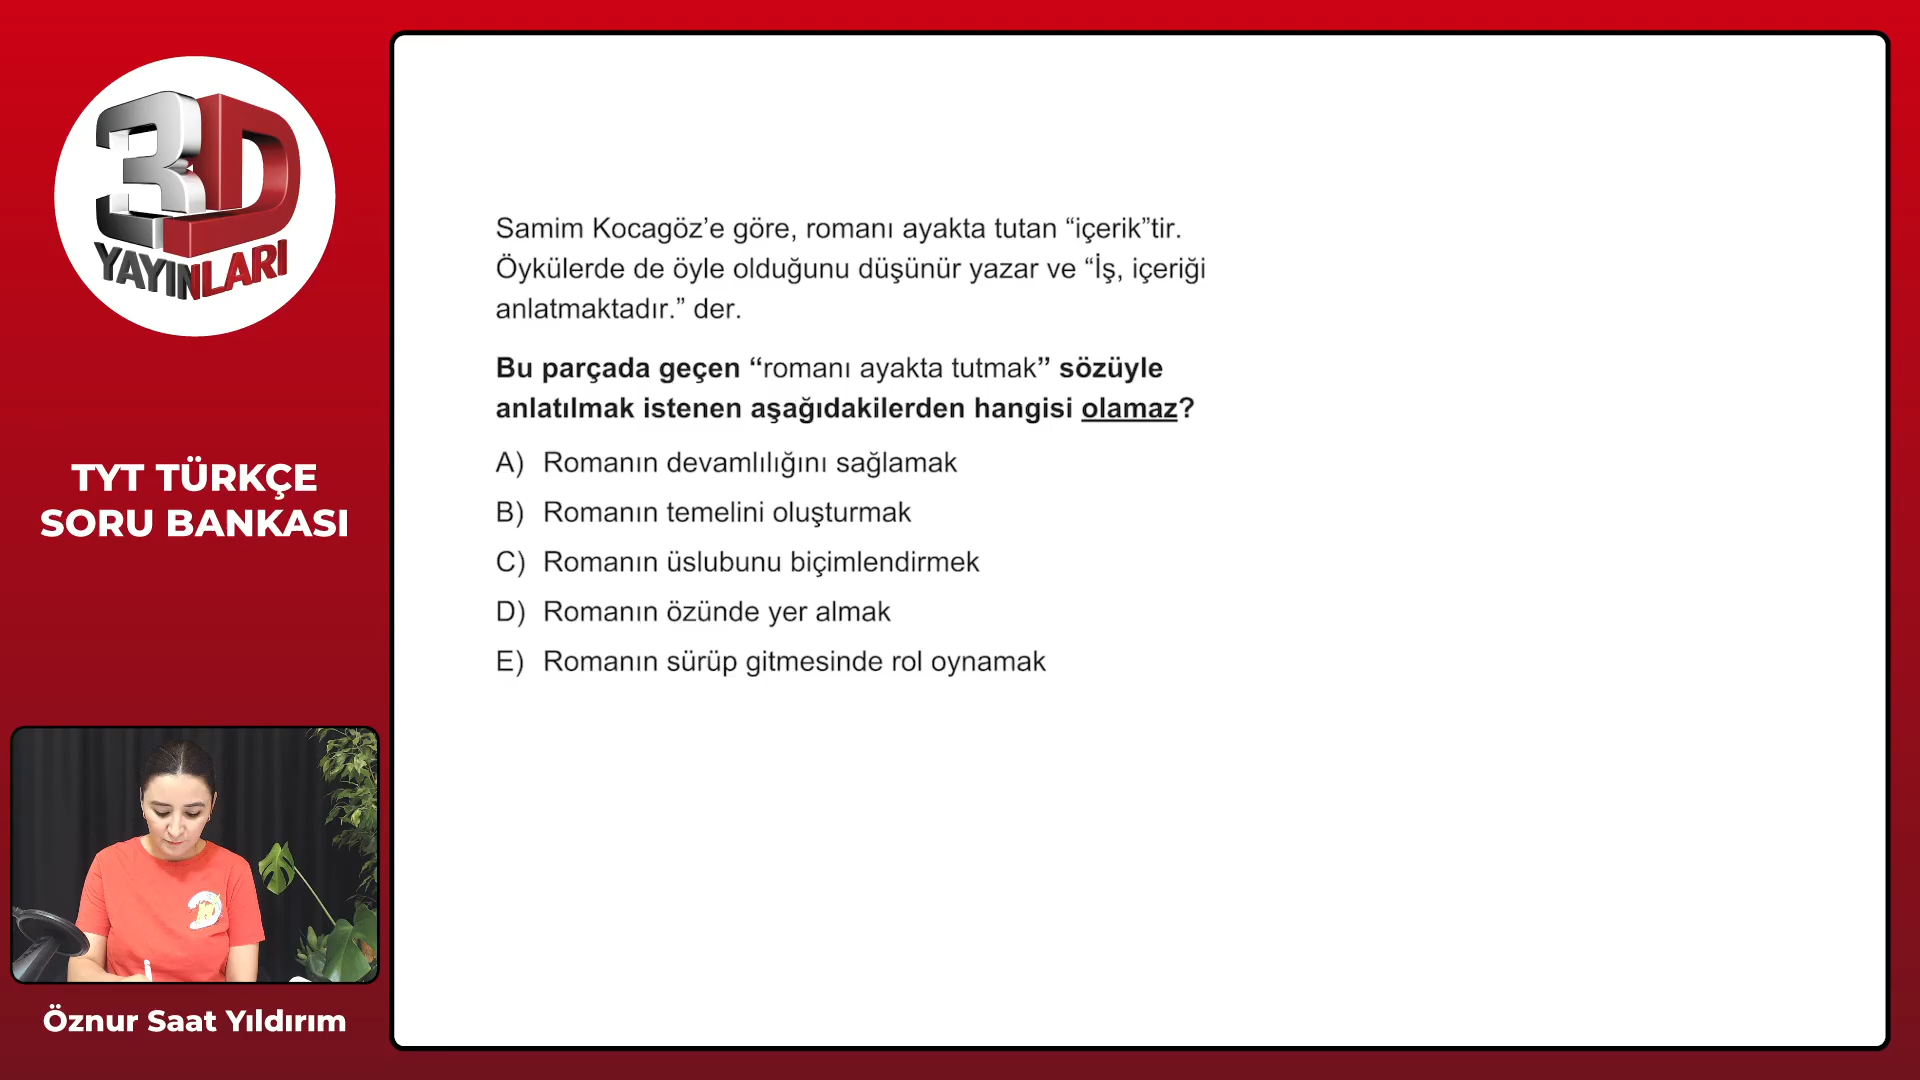 3D
YAYINLARI
TYT TÜRKÇE
SORU BANKASI
Öznur Saat Yıldırım
Samim Kocagöz’e göre, romanı ayakta tutan “içerik”tir.
Öykülerde de öyle olduğunu düşünür yazar ve “İş, içeriği
anlatmaktadır.” der.
Bu parçada geçen “romanı ayakta tutmak” sözüyle
anlatılmak istenen aşağıdakilerden hangisi olamaz?
A) Romanın devamlılığını sağlamak
B) Romanın temelini oluşturmak
C) Romanın üslubunu biçimlendirmek
D) Romanın özünde yer almak
E) Romanın sürüp gitmesinde rol oynamak